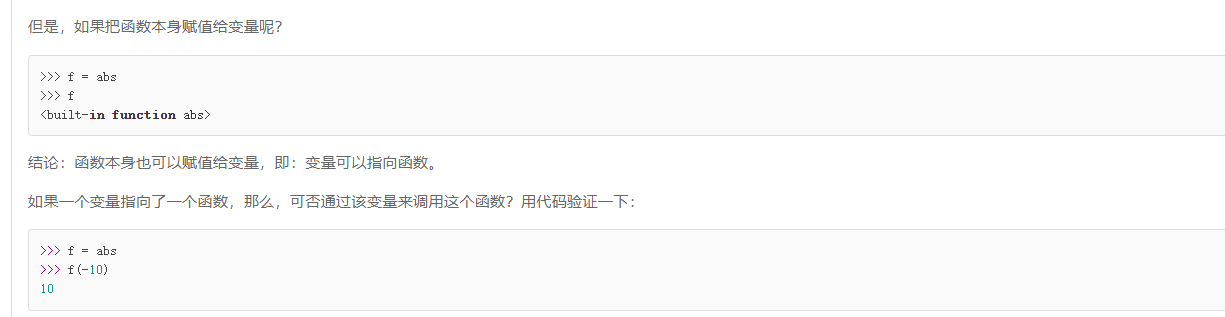 但是，如果把函数本身赋值给变量呢？
>>> f = abs
>>> f
<built-in function abs>
结论：函数本身也可以赋值给变量，即：变量可以指向函数。
如果一个变量指向了一个函数，那么，可否通过该变量来调用这个函数？用代码验证一下：
>>> f = abs
>>> f(-10)
10